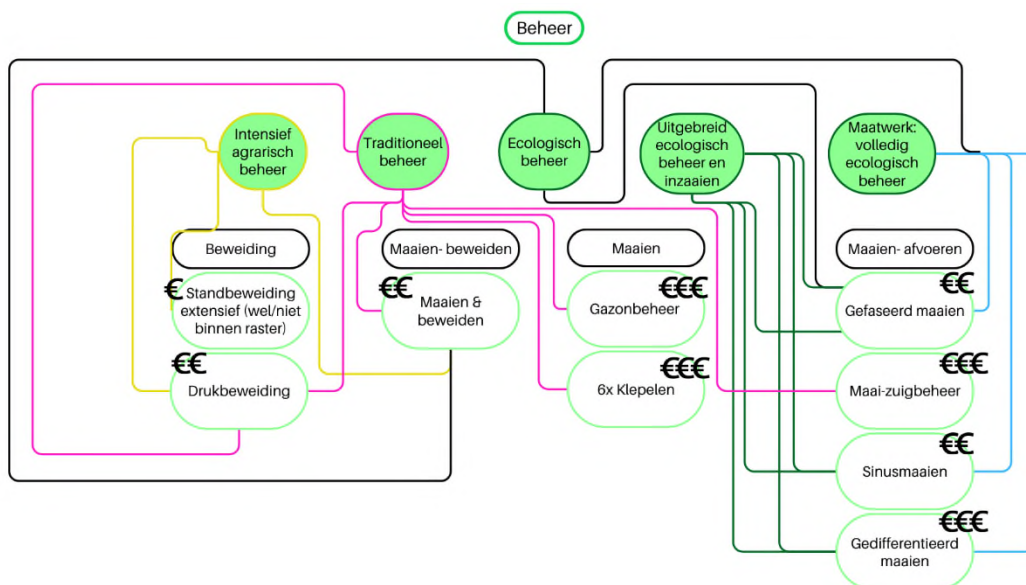 Beheer
Intensief
agrarisch
beheer
Traditioneel
beheer
Ecologisch
beheer
Uitgebreid
ecologisch
beheer en
inzaaien
Maatwerk:
volledig
ecologisch
beheer
Beweiding
Maaien- beweiden
Maaien
Maaien- afvoeren
€
Standbeweiding
extensief (wel/niet
binnen raster)
€€
Maaien &
beweiden
€€€
Gazonbeheer
€€
Gefaseerd maaien
€€
Drukbeweiding
€€€
6x Klepelen
€€€
Maai-zuigbeheer
€€
Sinusmaaien
€€€
Gedifferentieerd
maaien